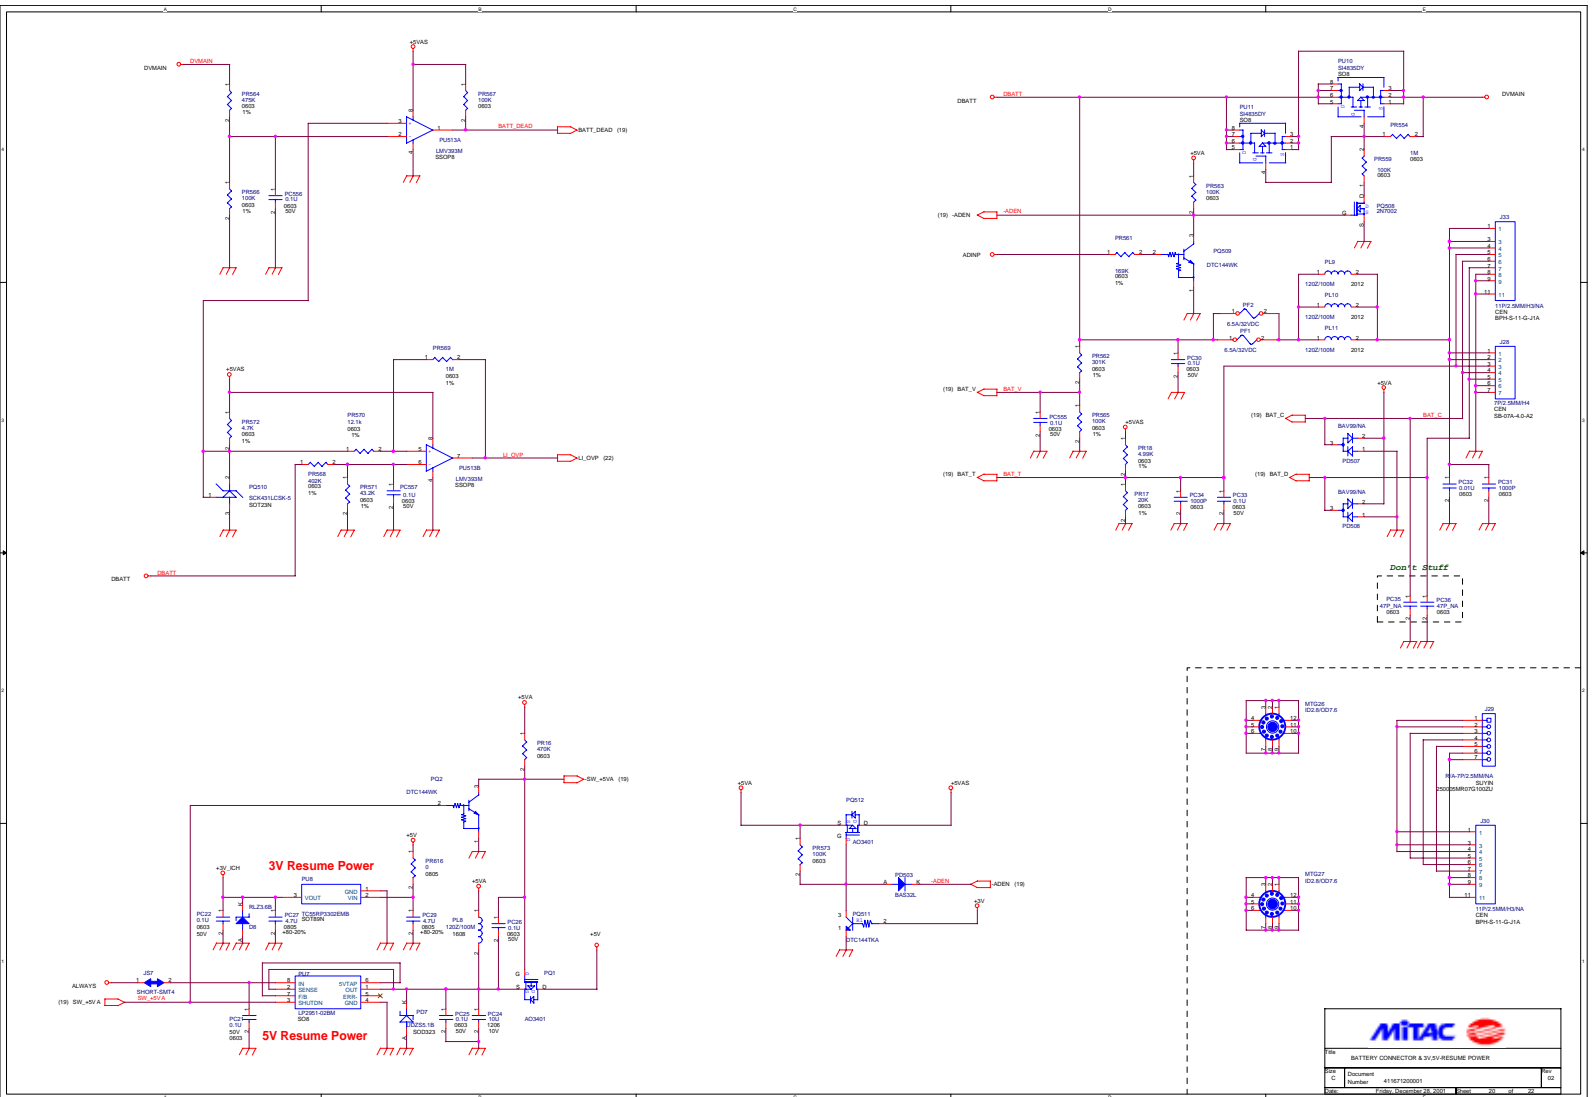 +5VAS
DVMAIN
DVMAIN
PR564
475K
0603
1%
PR567
100K
0603
BATT_DEAD
BATT_DEAD (19)
PU513A
LMV393M
SSOP8
PR566
100K
0603
1%
PC556
0.1U
0603
50V
+5VAS
PR569
1M
0603
1%
PR572
4.7K
0603
1%
PR570
12.1k
0603
1%
PR568
402K
0603
1%
LI_OVP
LI_OVP (22)
PU513B
LMV393M
SSOP8
PQ510
SCK431LCSK-5
SOT23N
PR571
43.2K
0603
1%
PC557
0.1U
0603
50V
DBATT
DBATT
PU10
SI4835DY
SO8
DBATT
DBATT
DVMAIN
PU11
SI4835DY
SO8
PR554
1M
0603
+5VA
PR559
100K
0603
PR563
100K
0603
(19) -ADEN
-ADEN
PQ508
2N7002
PR561
169K
0603
1%
PQ509
DTC144WK
ADINP
J33
11P/2.5MM/H3/NA
CEN
BPH-S-11-G-J1A
PL9
120Z/100M 2012
PL10
120Z/100M 2012
PL11
120Z/100M 2012
PF2
6.5A/32VDC
PF1
6.5A/32VDC
PR562
301K
0603
1%
PC30
0.1U
0603
50V
J28
7P/2.5MM/H4
CEN
SB-07A-4.0-A2
(19) BAT_V
BAT_V
PC555
0.1U
0603
50V
PR565
100K
0603
1%
+5VAS
PR18
4.99K
0603
1%
+5VA
(19) BAT_C
BAT_C
BAV99/NA
PD507
(19) BAT_T
BAT_T
(19) BAT_D
PR17
20K
0603
1%
PC34
1000P
0603
PC33
0.1U
0603
50V
BAV99/NA
PD508
PC32
0.01U
0603
PC31
1000P
0603
Don't Stuff
PC35
47P_NA
0603
PC36
47P_NA
0603
+5VA
PR16
470K
0603
PQ2
DTC144WK
-SW_+5VA (19)
+5V
PR616
0
0805
3V Resume Power
+3V_ICH
PU8
VOUT
GND
VIN
TC55RP3302EMB
SOT89N
RLZ3.6B
D8
PC22
0.1U
0603
50V
PC27
4.7U
0805
+80-20%
PC29
4.7U
0805
+80-20%
+5VA
PL8
120Z/100M
1608
PC26
0.1U
0603
50V
+5V
PQ1
AO3401
ALWAYS
JS7
SHORT-SMT4
(19) SW_+5VA
SW_+5VA
PU7
IN
SENSE
F/B
SHUTDN
5VTAP
OUT
ERR-
GND
LP2951-02BM
SO8
PC21
0.1U
50V
0603
5V Resume Power
PD7
UDZS5.1B
SOD323
PC25
0.1U
0603
50V
PC24
10U
1206
10V
+5VA
+5VAS
PQ512
AO3401
PR573
100K
0603
PD503
BAS32L
-ADEN
-ADEN (19)
+3V
PQ511
DTC144TKA
MTG26
ID2.8/OD7.6
MTG27
ID2.8/OD7.6
J29
R/A-7P/2.5MM/NA
SUYIN
250005MR07G100ZU
J30
11P/2.5MM/H3/NA
CEN
BPH-S-11-G-J1A
MiTAC
Title
BATTERY CONNECTOR & 3V,5V-RESUME POWER
Size
C
Document
Number
411671200001
Rev
02
Date: Friday, December 28, 2001 Sheet 20 of 22